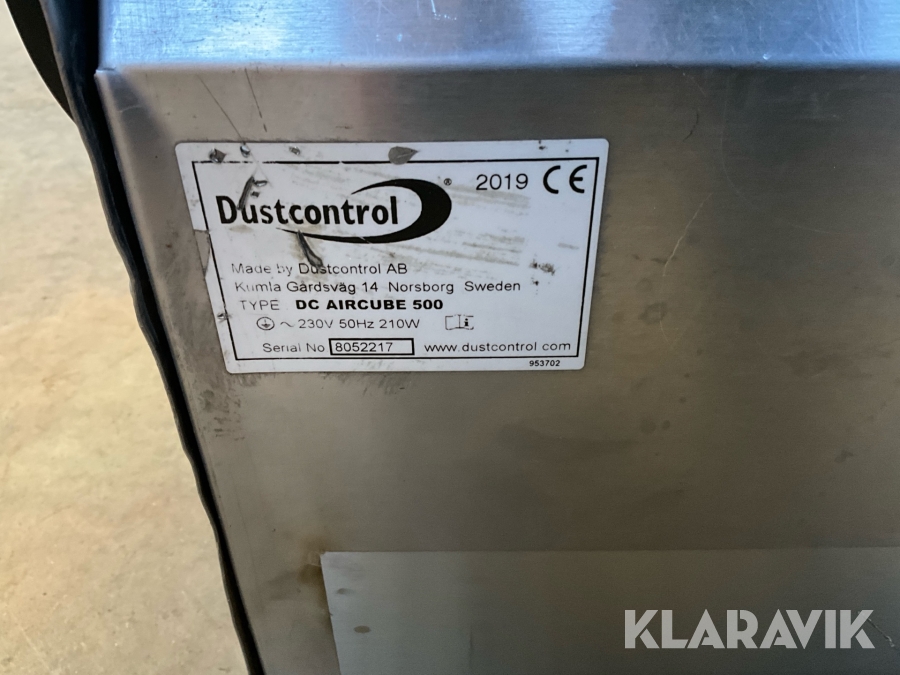 Dustcontrol ® 2019 CE
Made by Dustcontrol AB
Kumla Gårdsväg 14 Norsborg Sweden
TYPE DC AIRCUBE 500
~ 230V 50Hz 210W i
Serial No 8052217 www.dustcontrol.com
953702
KLARAVIK